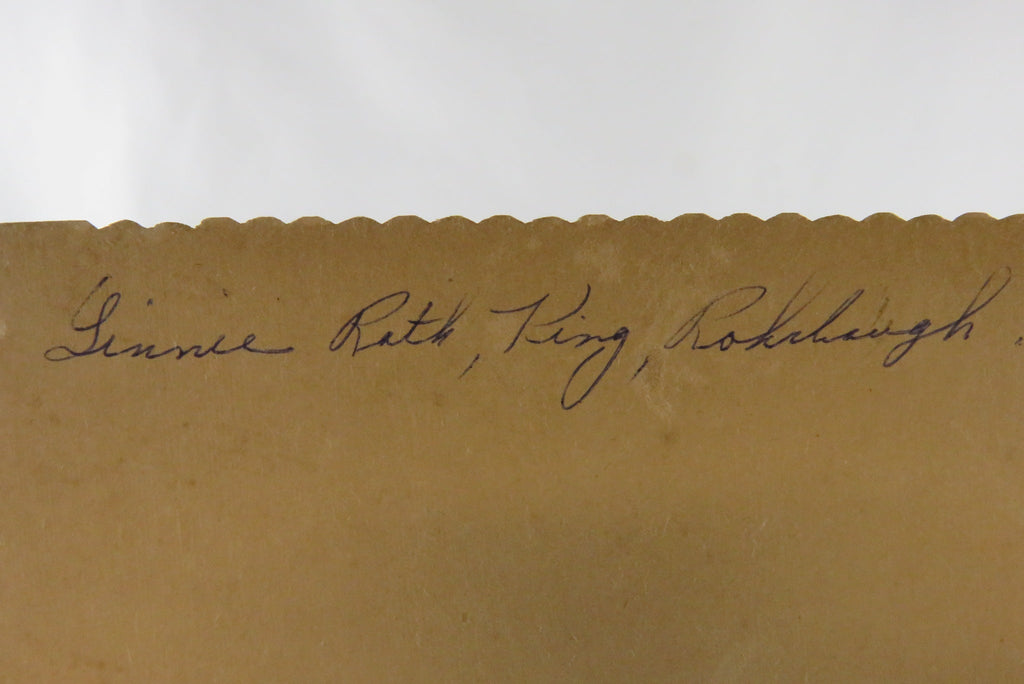 Linnie Rath, King, Rohrbaugh.